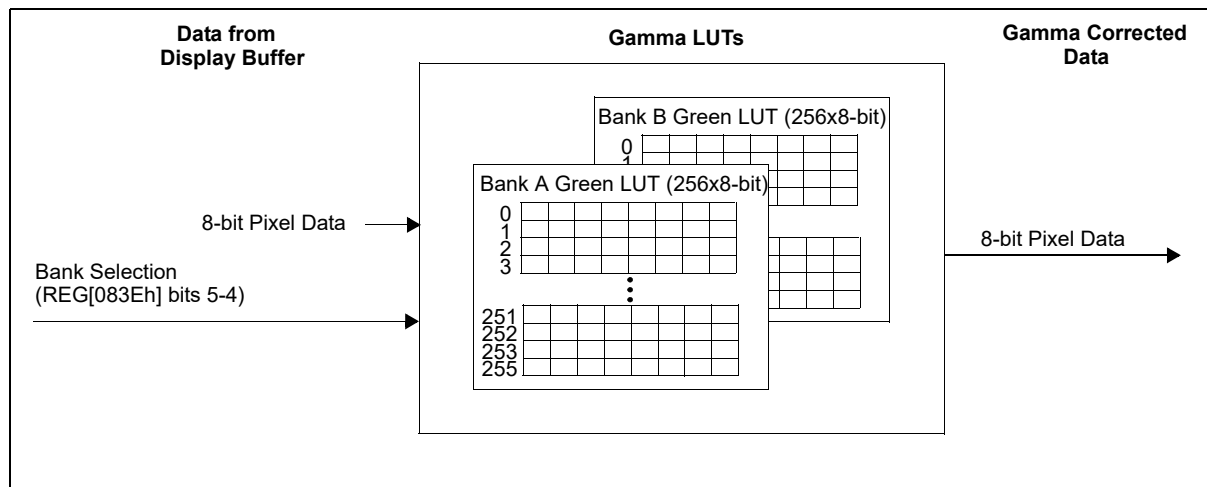 Data from
Display Buffer
Gamma LUTs
Gamma Corrected
Data
Bank B Green LUT (256x8-bit)
0
1
Bank A Green LUT (256x8-bit)
0
1
2
3
251
252
253
255
8-bit Pixel Data
Bank Selection
(REG[083Eh] bits 5-4)
8-bit Pixel Data